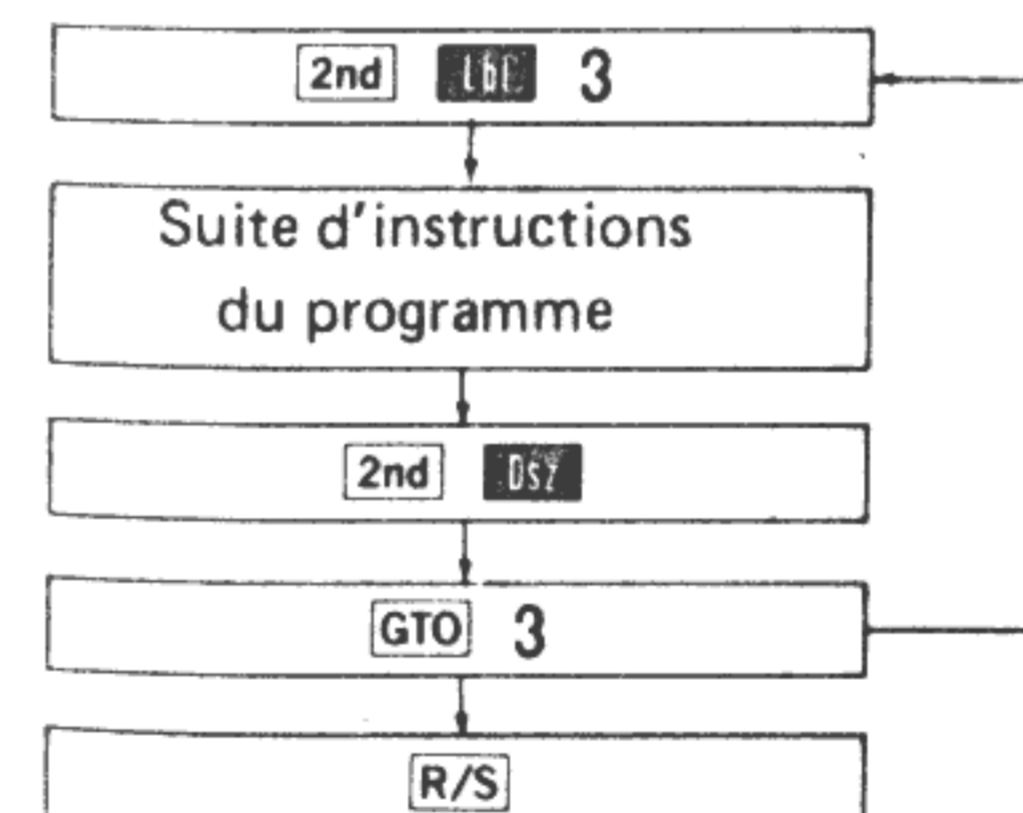 2nd Lbl 3
Suite d'instructions
du programme
2nd Dsz
GTO 3
R/S